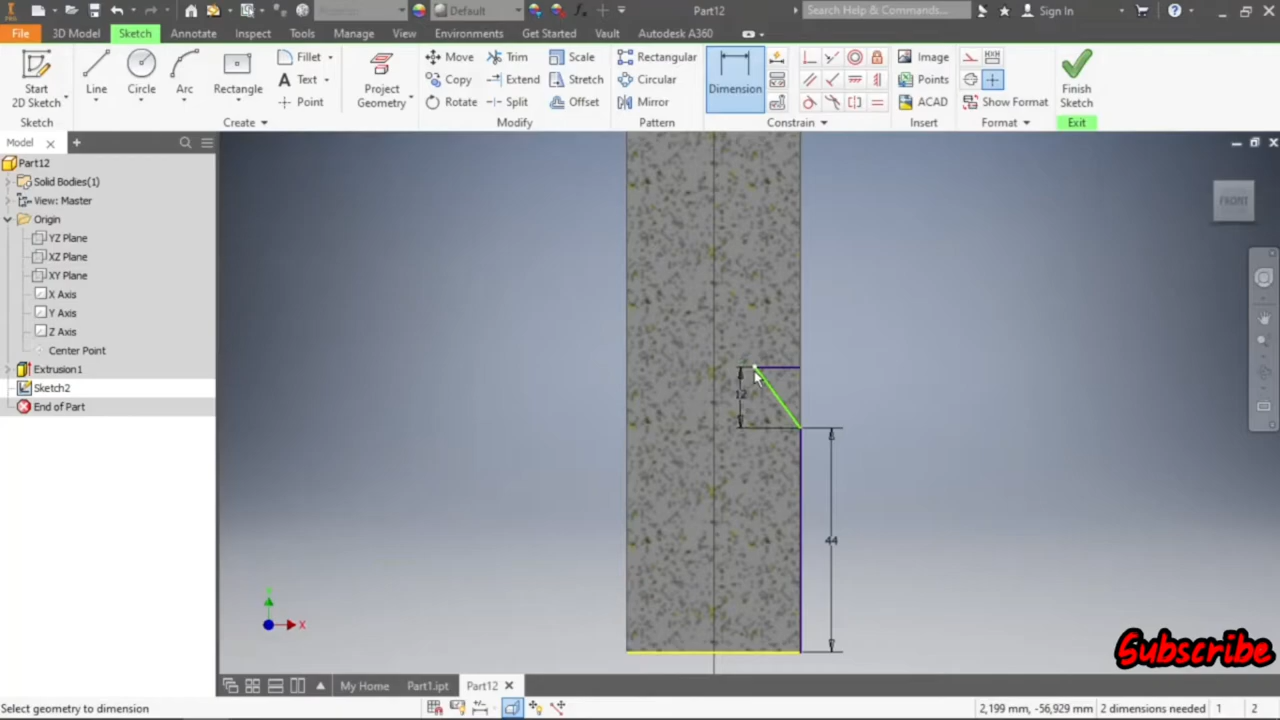 Default
Part12
Search Help & Commands...
Sign In
File
3D Model
Sketch
Annotate
Inspect
Tools
Manage
View
Environments
Get Started
Vault
Autodesk A360
Start
2D Sketch
Line
Circle
Arc
Rectangle
Fillet
Text
Point
Project
Geometry
Move
Copy
Rotate
Trim
Extend
Split
Scale
Stretch
Offset
Rectangular
Circular
Mirror
Dimension
Image
Points
ACAD
Show Format
Finish
Sketch
Sketch
Create
Modify
Pattern
Constrain
Insert
Format
Exit
Model
Part12
Solid Bodies(1)
View: Master
Origin
YZ Plane
XZ Plane
XY Plane
X Axis
Y Axis
Z Axis
Center Point
Extrusion1
Sketch2
End of Part
FRONT
12
44
X
Subscribe
My Home
Part1.ipt
Part12
Select geometry to dimension
2,199 mm, -56,929 mm
2 dimensions needed
1
2